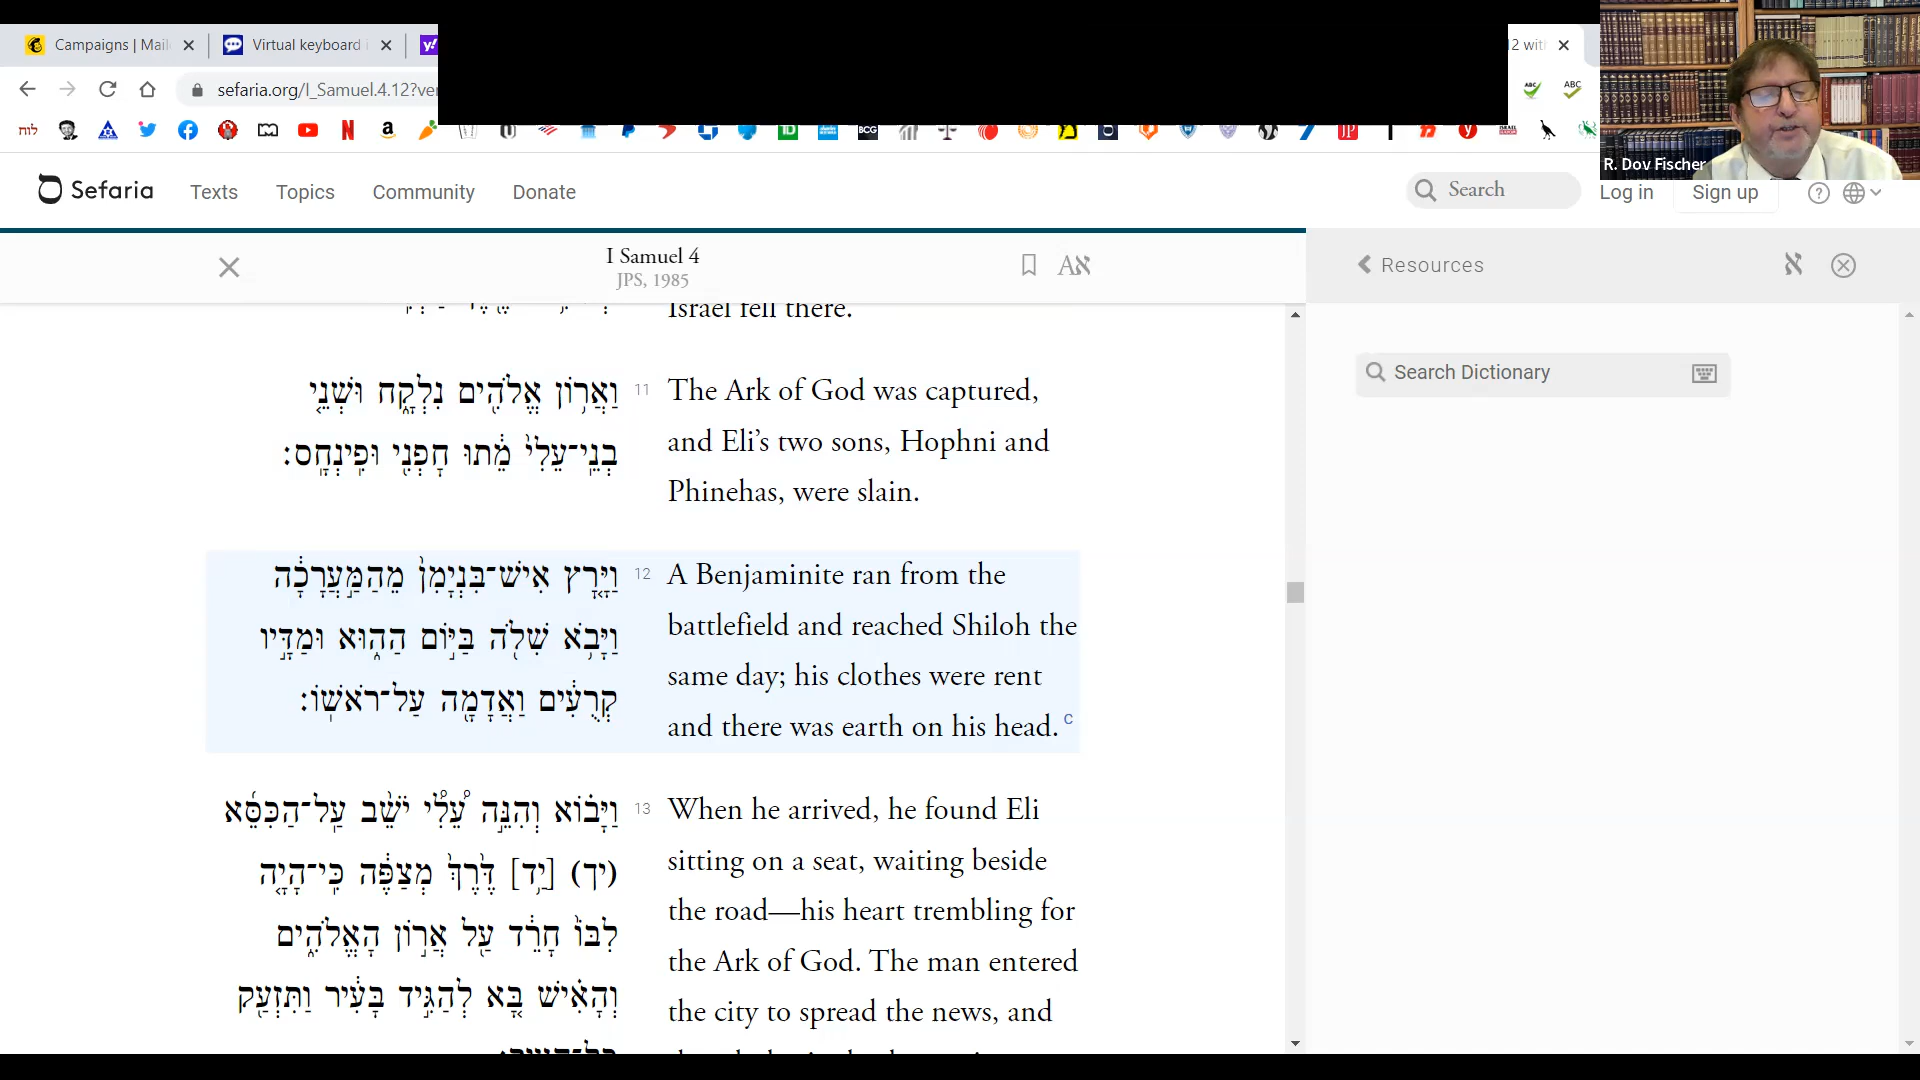 Campaigns | Mail
Virtual keyboard i
y!
12 wit
sefaria.org/I_Samuel.4.12?ve
לוח
ABC
ABC
R. Dov Fischer
Sefaria
Texts
Topics
Community
Donate
Search
Log in
Sign up
I Samuel 4
JPS, 1985
Aא
Resources
א
Search Dictionary
Israel fell there.
וַאֲר֥וֹן אֱלֹהִ֖ים נִלְקָ֑ח וּשְׁנֵ֤י
בְנֵֽי־עֵלִי֙ מֵ֔תוּ חׇפְנִ֖י וּפִֽינְחָֽס׃
11
The Ark of God was captured,
and Eli’s two sons, Hophni and
Phinehas, were slain.
וַיָּ֤רׇץ אִישׁ־בִּנְיָמִן֙ מֵהַמַּ֣עֲרָכָ֔ה
וַיָּבֹ֥א שִׁלֹ֖ה בַּיּ֣וֹם הַה֑וּא וּמַדָּ֣יו
קְרֻעִ֔ים וַאֲדָמָ֖ה עַל־רֹאשֽׁוֹ׃
12
A Benjaminite ran from the
battlefield and reached Shiloh the
same day; his clothes were rent
and there was earth on his head. c
וַיָּב֗וֹא וְהִנֵּ֣ה עֵ֠לִ֠י יֹשֵׁ֨ב עַֽל־הַכִּסֵּ֜א
(יך) [יַ֥ד] דֶּ֙רֶךְ֙ מְצַפֶּ֔ה כִּֽי־הָיָ֤ה
לִבּוֹ֙ חָרֵ֔ד עַ֖ל אֲר֣וֹן הָאֱלֹהִ֑ים
וְהָאִ֗ישׁ בָּ֚א לְהַגִּ֣יד בָּעִ֔יר וַתִּזְעַ֖ק
13
When he arrived, he found Eli
sitting on a seat, waiting beside
the road—his heart trembling for
the Ark of God. The man entered
the city to spread the news, and